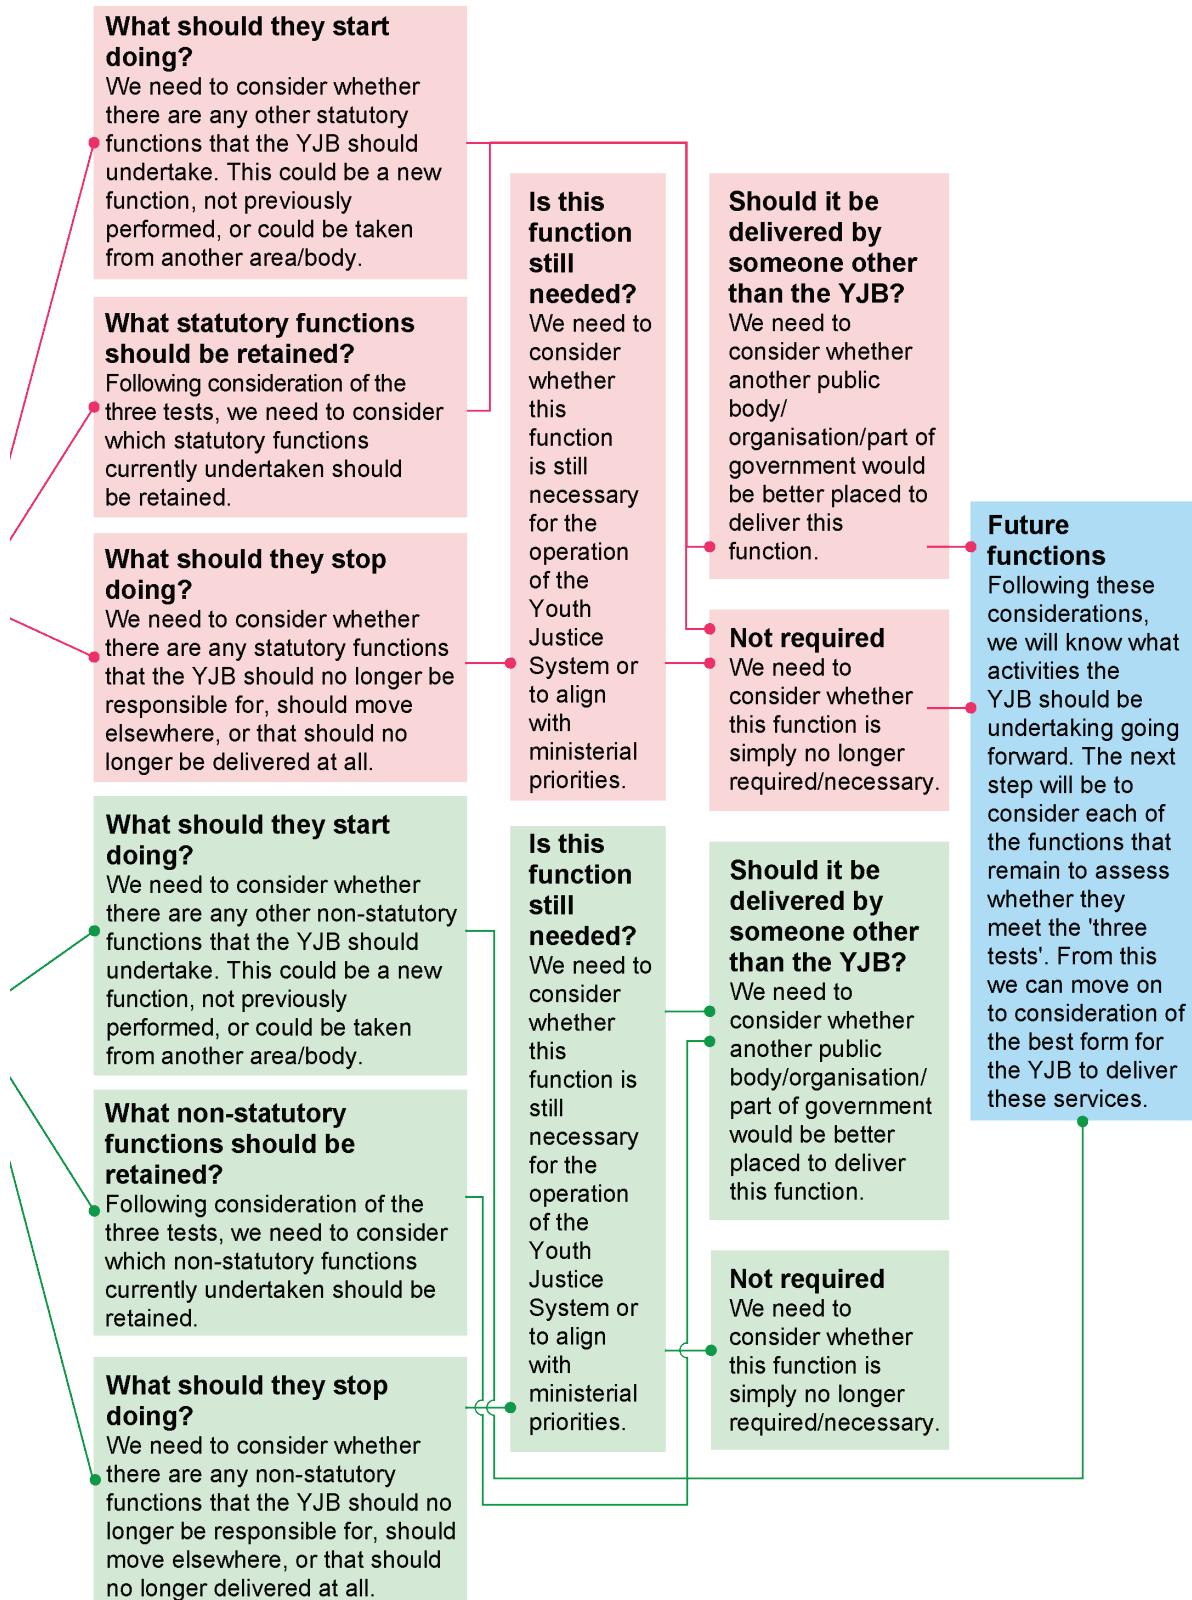 What should they start
doing?
We need to consider whether
there are any other statutory
functions that the YJB should
undertake. This could be a new
function, not previously
performed, or could be taken
from another area/body.
What statutory functions
should be retained?
Following consideration of the
three tests, we need to consider
which statutory functions
currently undertaken should
be retained.
What should they stop
doing?
We need to consider whether
there are any statutory functions
that the YJB should no longer be
responsible for, should move
elsewhere, or that should no
longer be delivered at all.
Is this
function
still
needed?
We need to
consider
whether
this
function
is still
necessary
for the
operation
of the
Youth
Justice
System or
to align
with
ministerial
priorities.
Should it be
delivered by
someone other
than the YJB?
We need to
consider whether
another public
body/
organisation/part of
government would
be better placed to
deliver this
function.
Not required
We need to
consider whether
this function is
simply no longer
required/necessary.
What should they start
doing?
We need to consider whether
there are any other non-statutory
functions that the YJB should
undertake. This could be a new
function, not previously
performed, or could be taken
from another area/body.
What non-statutory
functions should be
retained?
Following consideration of the
three tests, we need to consider
which non-statutory functions
currently undertaken should be
retained.
What should they stop
doing?
We need to consider whether
there are any non-statutory
functions that the YJB should no
longer be responsible for, should
move elsewhere, or that should
no longer delivered at all.
Is this
function
still
needed?
We need to
consider
whether
this
function is
still
necessary
for the
operation
of the
Youth
Justice
System or
to align
with
ministerial
priorities.
Should it be
delivered by
someone other
than the YJB?
We need to
consider whether
another public
body/organisation/
part of government
would be better
placed to deliver
this function.
Not required
We need to
consider whether
this function is
simply no longer
required/necessary.
Future
functions
Following these
considerations,
we will know what
activities the
YJB should be
undertaking going
forward. The next
step will be to
consider each of
the functions that
remain to assess
whether they
meet the 'three
tests'. From this
we can move on
to consideration of
the best form for
the YJB to deliver
these services.